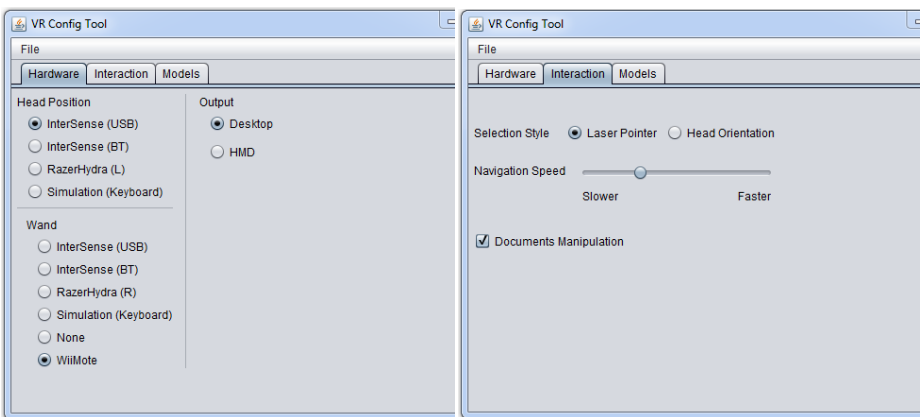 VR Config Tool
File
Hardware Interaction Models
Head Position
InterSense (USB)
InterSense (BT)
RazerHydra (L)
Simulation (Keyboard)
Wand
InterSense (USB)
InterSense (BT)
RazerHydra (R)
Simulation (Keyboard)
None
WiiMote
Output
Desktop
HMD
VR Config Tool
File
Hardware Interaction Models
Selection Style Laser Pointer Head Orientation
Navigation Speed
Slower Faster
Documents Manipulation